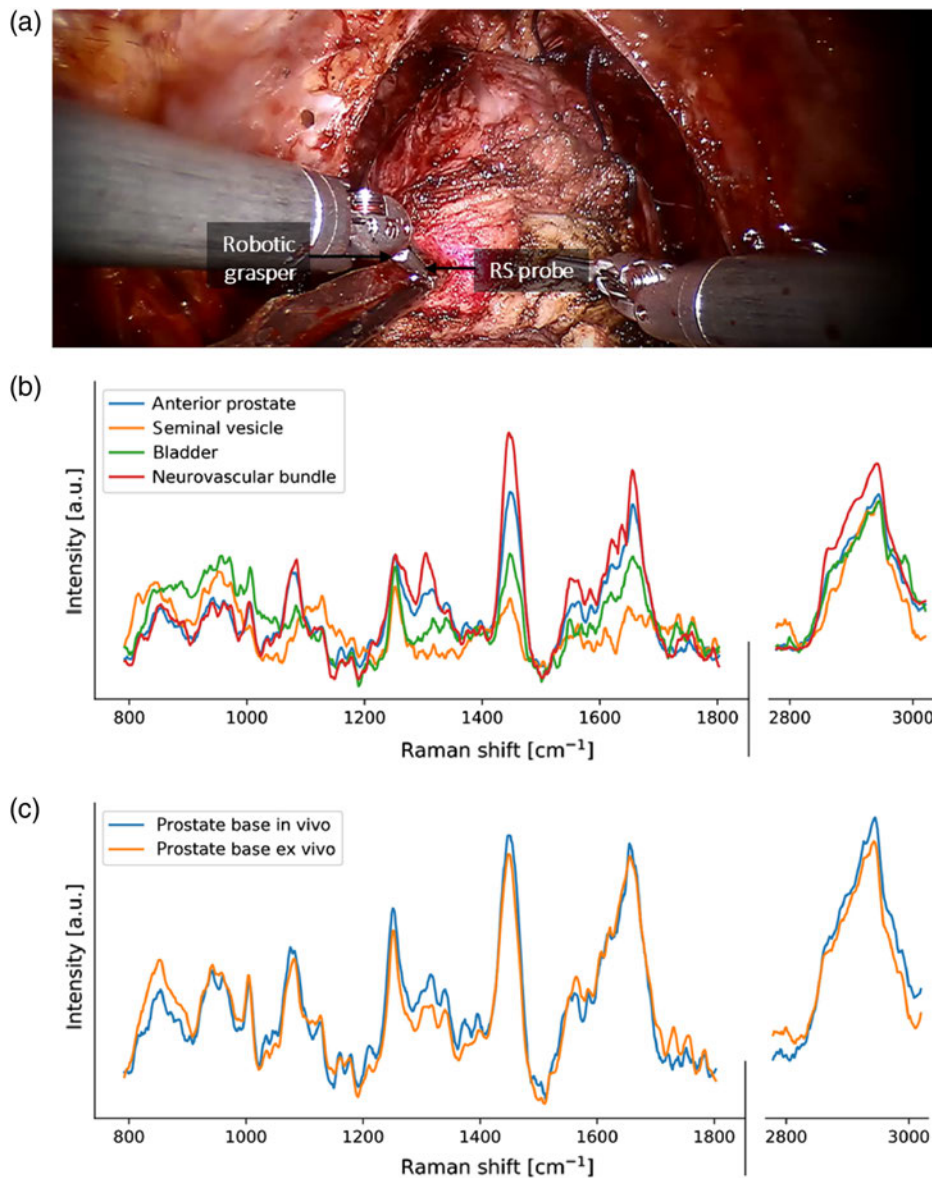 (a)
Robotic
grasper
RS probe
(b)
Anterior prostate
Seminal vesicle
Bladder
Neurovascular bundle
Intensity [a.u.]
800 1000 1200 1400 1600 1800 2800 3000
Raman shift [cm⁻¹]
(c)
Prostate base in vivo
Prostate base ex vivo
Intensity [a.u.]
800 1000 1200 1400 1600 1800 2800 3000
Raman shift [cm⁻¹]